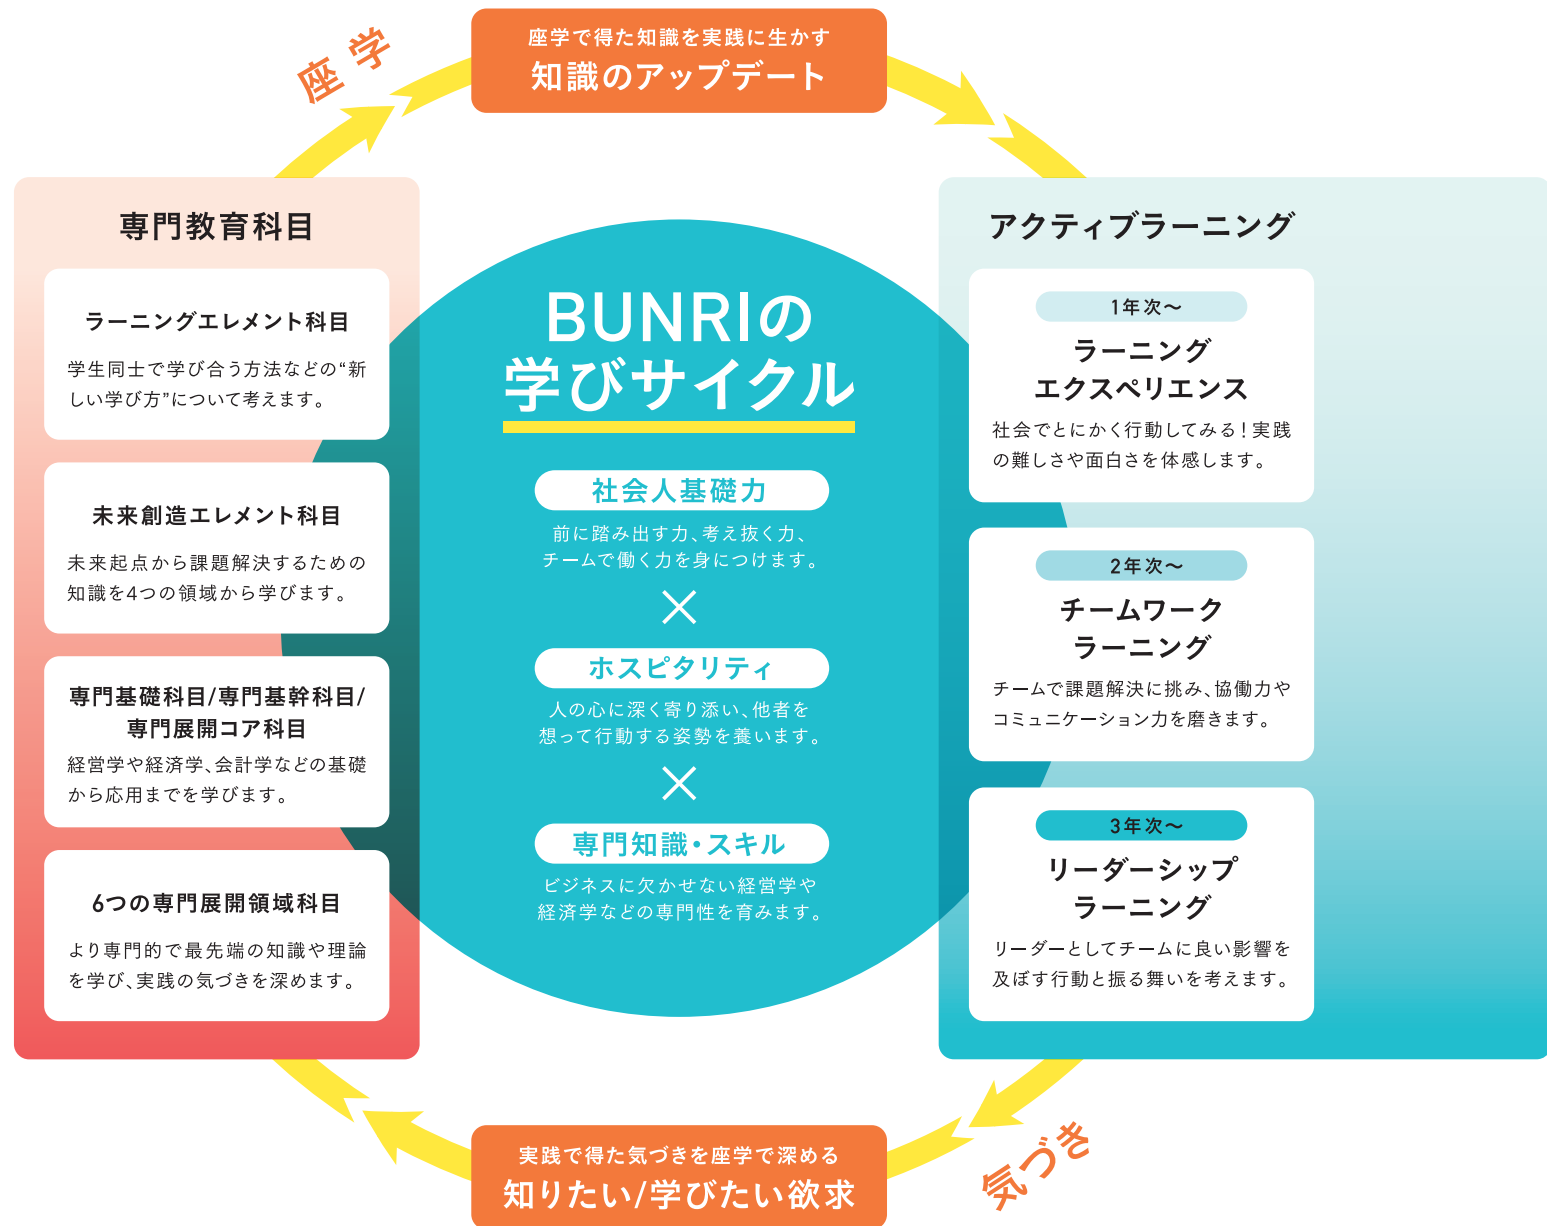 座学
座学で得た知識を実践に生かす
知識のアップデート
専門教育科目
ラーニングエレメント科目
学生同士で学び合う方法などの“新
しい学び方”について考えます。
未来創造エレメント科目
未来起点から課題解決するための
知識を4つの領域から学びます。
専門基礎科目/専門基幹科目/
専門展開コア科目
経営学や経済学、会計学などの基礎
から応用までを学びます。
6つの専門展開領域科目
より専門的で最先端の知識や理論
を学び、実践の気づきを深めます。
BUNRIの
学びサイクル
社会人基礎力
前に踏み出す力、考え抜く力、
チームで働く力を身につけます。
×
ホスピタリティ
人の心に深く寄り添い、他者を
想って行動する姿勢を養います。
×
専門知識・スキル
ビジネスに欠かせない経営学や
経済学などの専門性を育みます。
アクティブラーニング
1年次〜
ラーニング
エクスペリエンス
社会でとにかく行動してみる！実践
の難しさや面白さを体感します。
2年次〜
チームワーク
ラーニング
チームで課題解決に挑み、協働力や
コミュニケーション力を磨きます。
3年次〜
リーダーシップ
ラーニング
リーダーとしてチームに良い影響を
及ぼす行動と振る舞いを考えます。
気づき
実践で得た気づきを座学で深める
知りたい/学びたい欲求